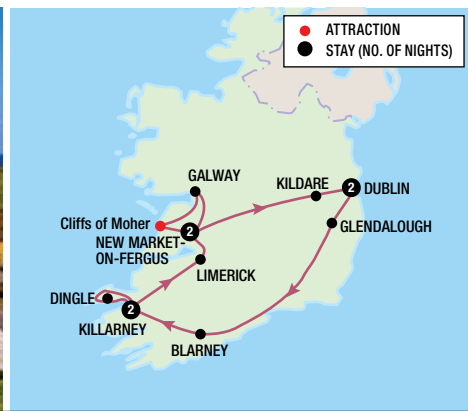 ATTRACTION
STAY (NO. OF NIGHTS)
GALWAY
KILDARE
2
DUBLIN
Cliffs of Moher
2
NEW MARKET-
ON-FERGUS
GLENDALOUGH
LIMERICK
DINGLE
2
KILLARNEY
BLARNEY